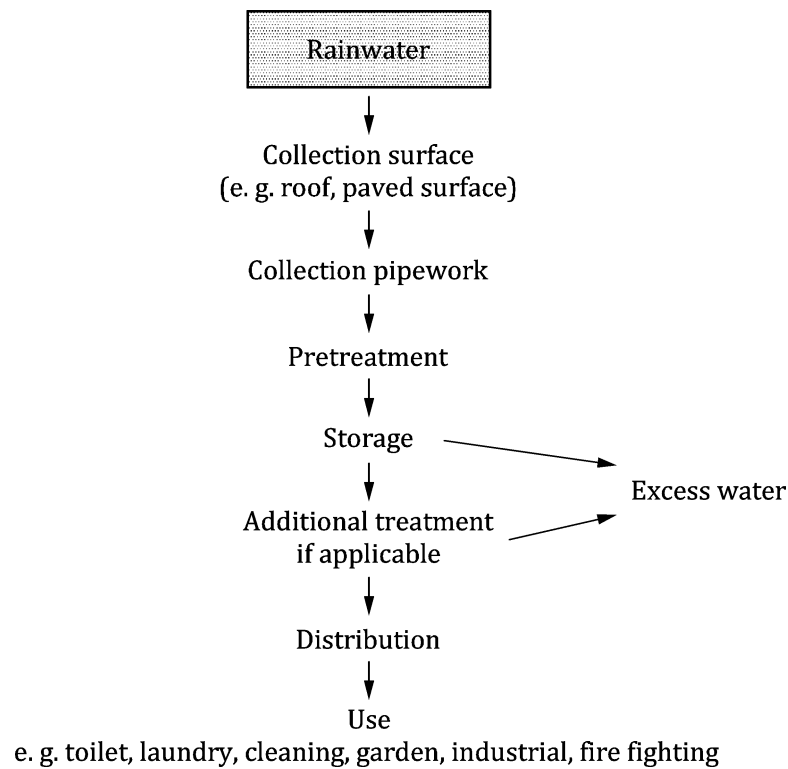 Rainwater
Collection surface
(e. g. roof, paved surface)
Collection pipework
Pretreatment
Storage
Excess water
Additional treatment
if applicable
Distribution
Use
e. g. toilet, laundry, cleaning, garden, industrial, fire fighting